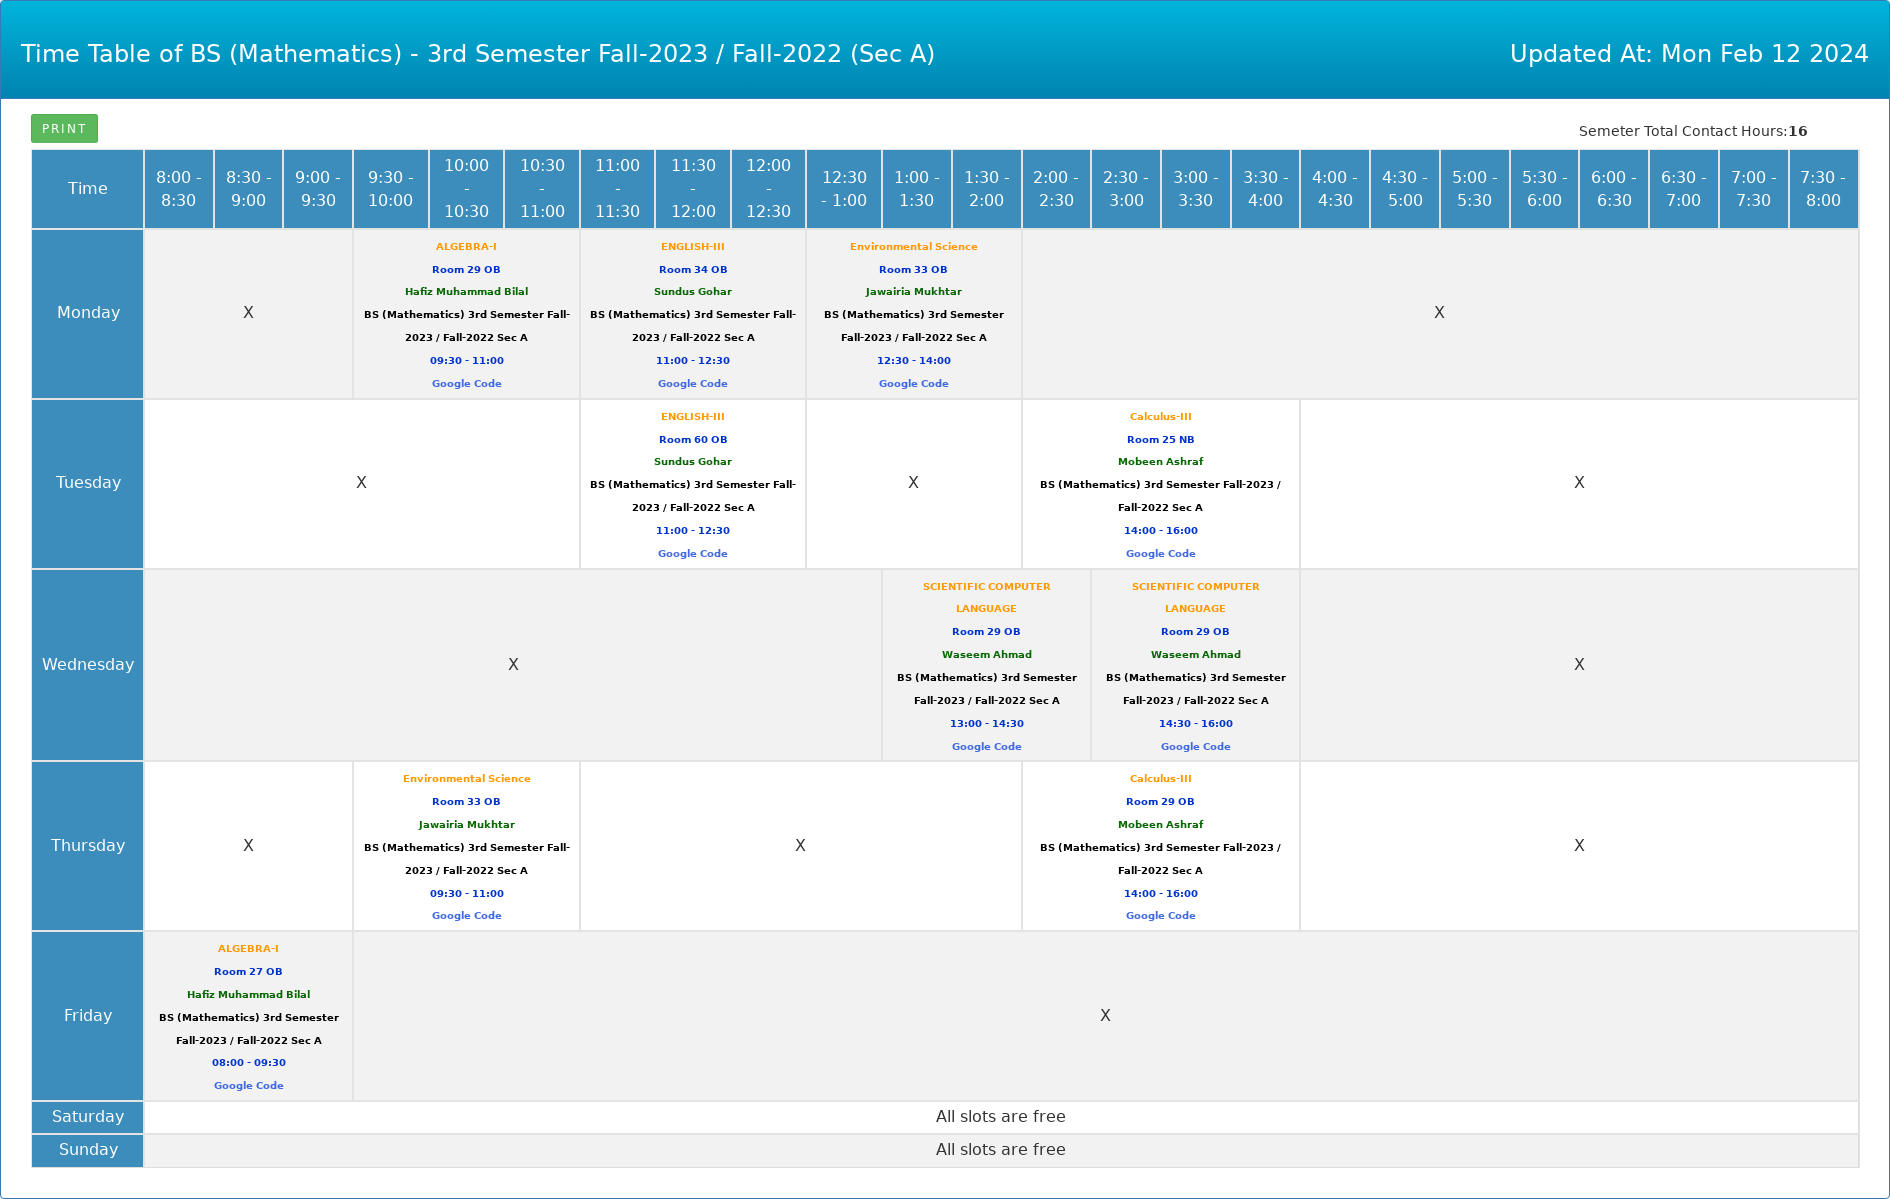 Time Table of BS (Mathematics) - 3rd Semester Fall-2023 / Fall-2022 (Sec A)
Updated At: Mon Feb 12 2024
PRINT
Semeter Total Contact Hours:16
Time
8:00 -
8:30
8:30 -
9:00
9:00 -
9:30
9:30 -
10:00
10:00
-
10:30
10:30
-
11:00
11:00
-
11:30
11:30
-
12:00
12:00
-
12:30
12:30
- 1:00
1:00 -
1:30
1:30 -
2:00
2:00 -
2:30
2:30 -
3:00
3:00 -
3:30
3:30 -
4:00
4:00 -
4:30
4:30 -
5:00
5:00 -
5:30
5:30 -
6:00
6:00 -
6:30
6:30 -
7:00
7:00 -
7:30
7:30 -
8:00
Monday
X
ALGEBRA-I
Room 29 OB
Hafiz Muhammad Bilal
BS (Mathematics) 3rd Semester Fall-
2023 / Fall-2022 Sec A
09:30 - 11:00
Google Code
ENGLISH-III
Room 34 OB
Sundus Gohar
BS (Mathematics) 3rd Semester Fall-
2023 / Fall-2022 Sec A
11:00 - 12:30
Google Code
Environmental Science
Room 33 OB
Jawairia Mukhtar
BS (Mathematics) 3rd Semester
Fall-2023 / Fall-2022 Sec A
12:30 - 14:00
Google Code
X
Tuesday
X
ENGLISH-III
Room 60 OB
Sundus Gohar
BS (Mathematics) 3rd Semester Fall-
2023 / Fall-2022 Sec A
11:00 - 12:30
Google Code
X
Calculus-III
Room 25 NB
Mobeen Ashraf
BS (Mathematics) 3rd Semester Fall-2023 /
Fall-2022 Sec A
14:00 - 16:00
Google Code
X
Wednesday
X
SCIENTIFIC COMPUTER
LANGUAGE
Room 29 OB
Waseem Ahmad
BS (Mathematics) 3rd Semester
Fall-2023 / Fall-2022 Sec A
13:00 - 14:30
Google Code
SCIENTIFIC COMPUTER
LANGUAGE
Room 29 OB
Waseem Ahmad
BS (Mathematics) 3rd Semester
Fall-2023 / Fall-2022 Sec A
14:30 - 16:00
Google Code
X
Thursday
X
Environmental Science
Room 33 OB
Jawairia Mukhtar
BS (Mathematics) 3rd Semester Fall-
2023 / Fall-2022 Sec A
09:30 - 11:00
Google Code
X
Calculus-III
Room 29 OB
Mobeen Ashraf
BS (Mathematics) 3rd Semester Fall-2023 /
Fall-2022 Sec A
14:00 - 16:00
Google Code
X
Friday
ALGEBRA-I
Room 27 OB
Hafiz Muhammad Bilal
BS (Mathematics) 3rd Semester
Fall-2023 / Fall-2022 Sec A
08:00 - 09:30
Google Code
X
Saturday
All slots are free
Sunday
All slots are free